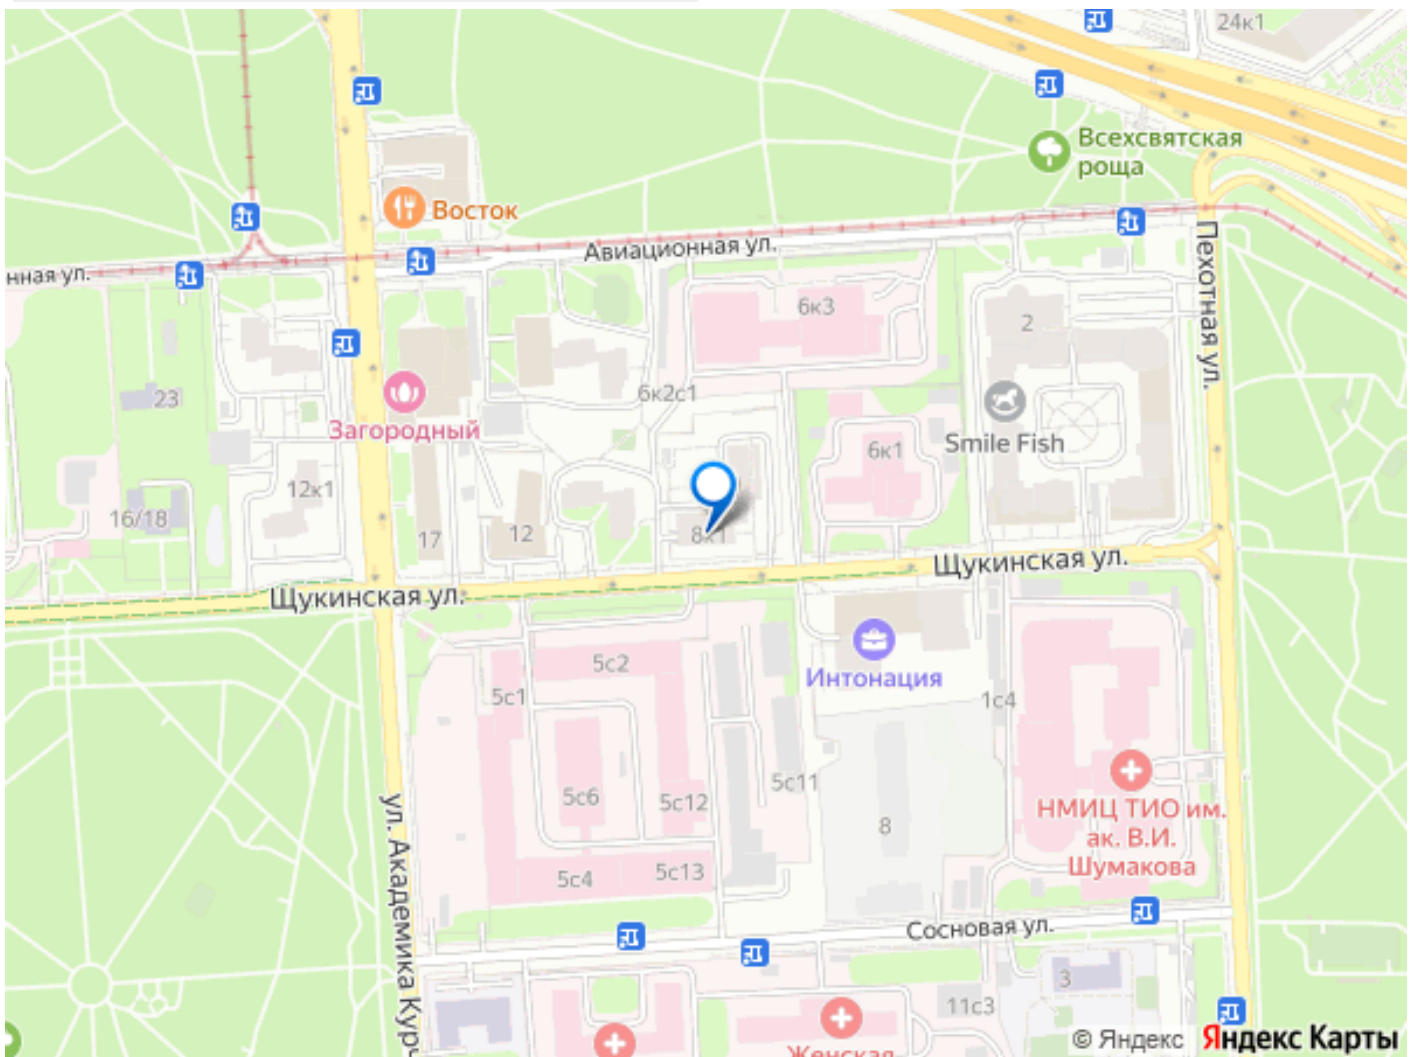 24к1
Всехсвятская
роща
Восток
Авиационная ул.
нная ул.
Пехотная ул.
6к3
2
23
6к2с1
Загородный
Smile Fish
6к1
12к1
16/18
17
12
8к1
Щукинская ул.
Щукинская ул.
5с2
5с1
Интонация
1с4
5с6
5с12
5с11
8
НМИЦ ТИО им.
ак. В.И.
Шумакова
5с4
5с13
ул. Академика Курч
Сосновая ул.
3
11с3
Женская
© Яндекс Яндекс Карты